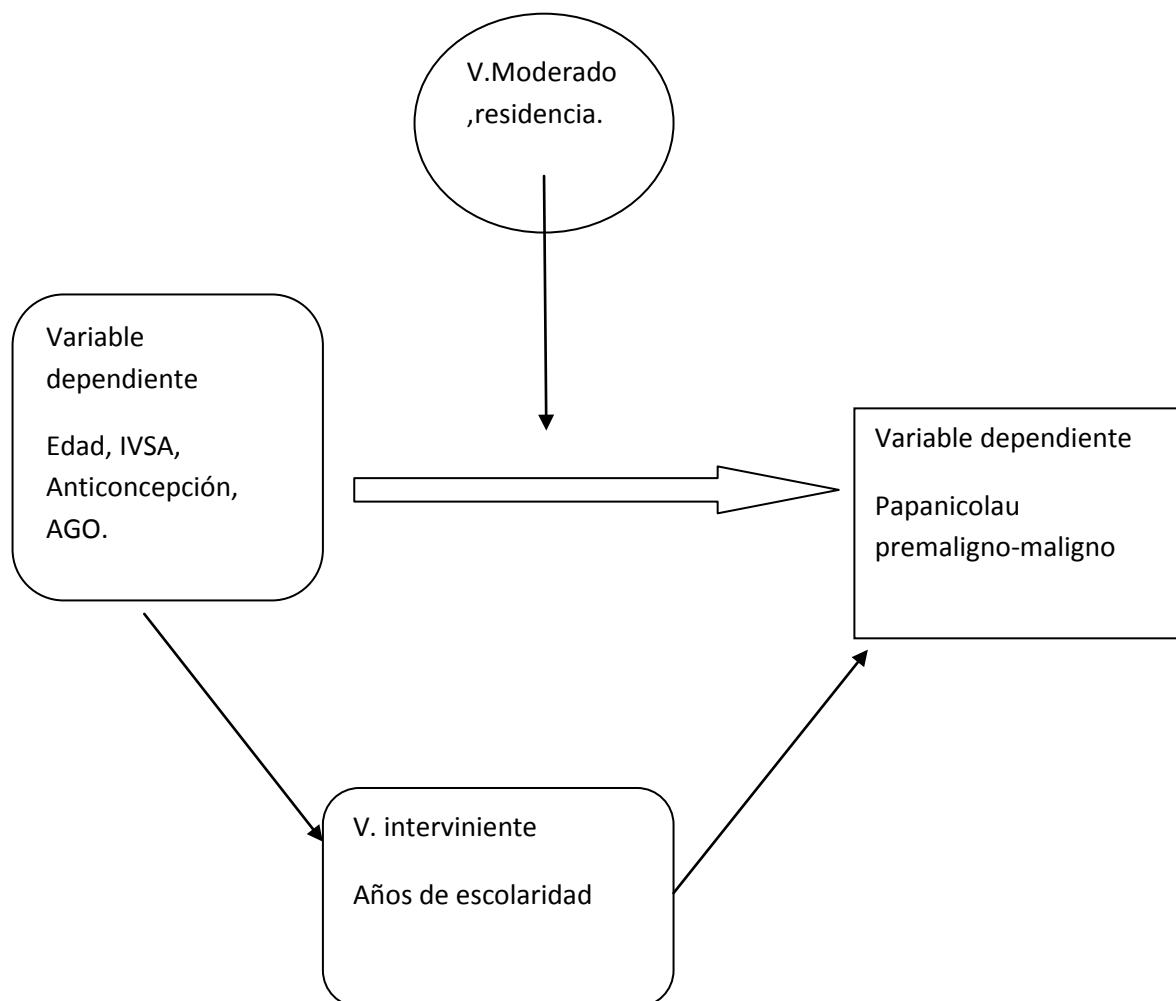 V.Moderado
,residencia.
Variable
dependiente
Edad, IVSA,
Anticoncepción,
AGO.
Variable dependiente
Papanicolau
premaligno-maligno
V. interviniente
Años de escolaridad